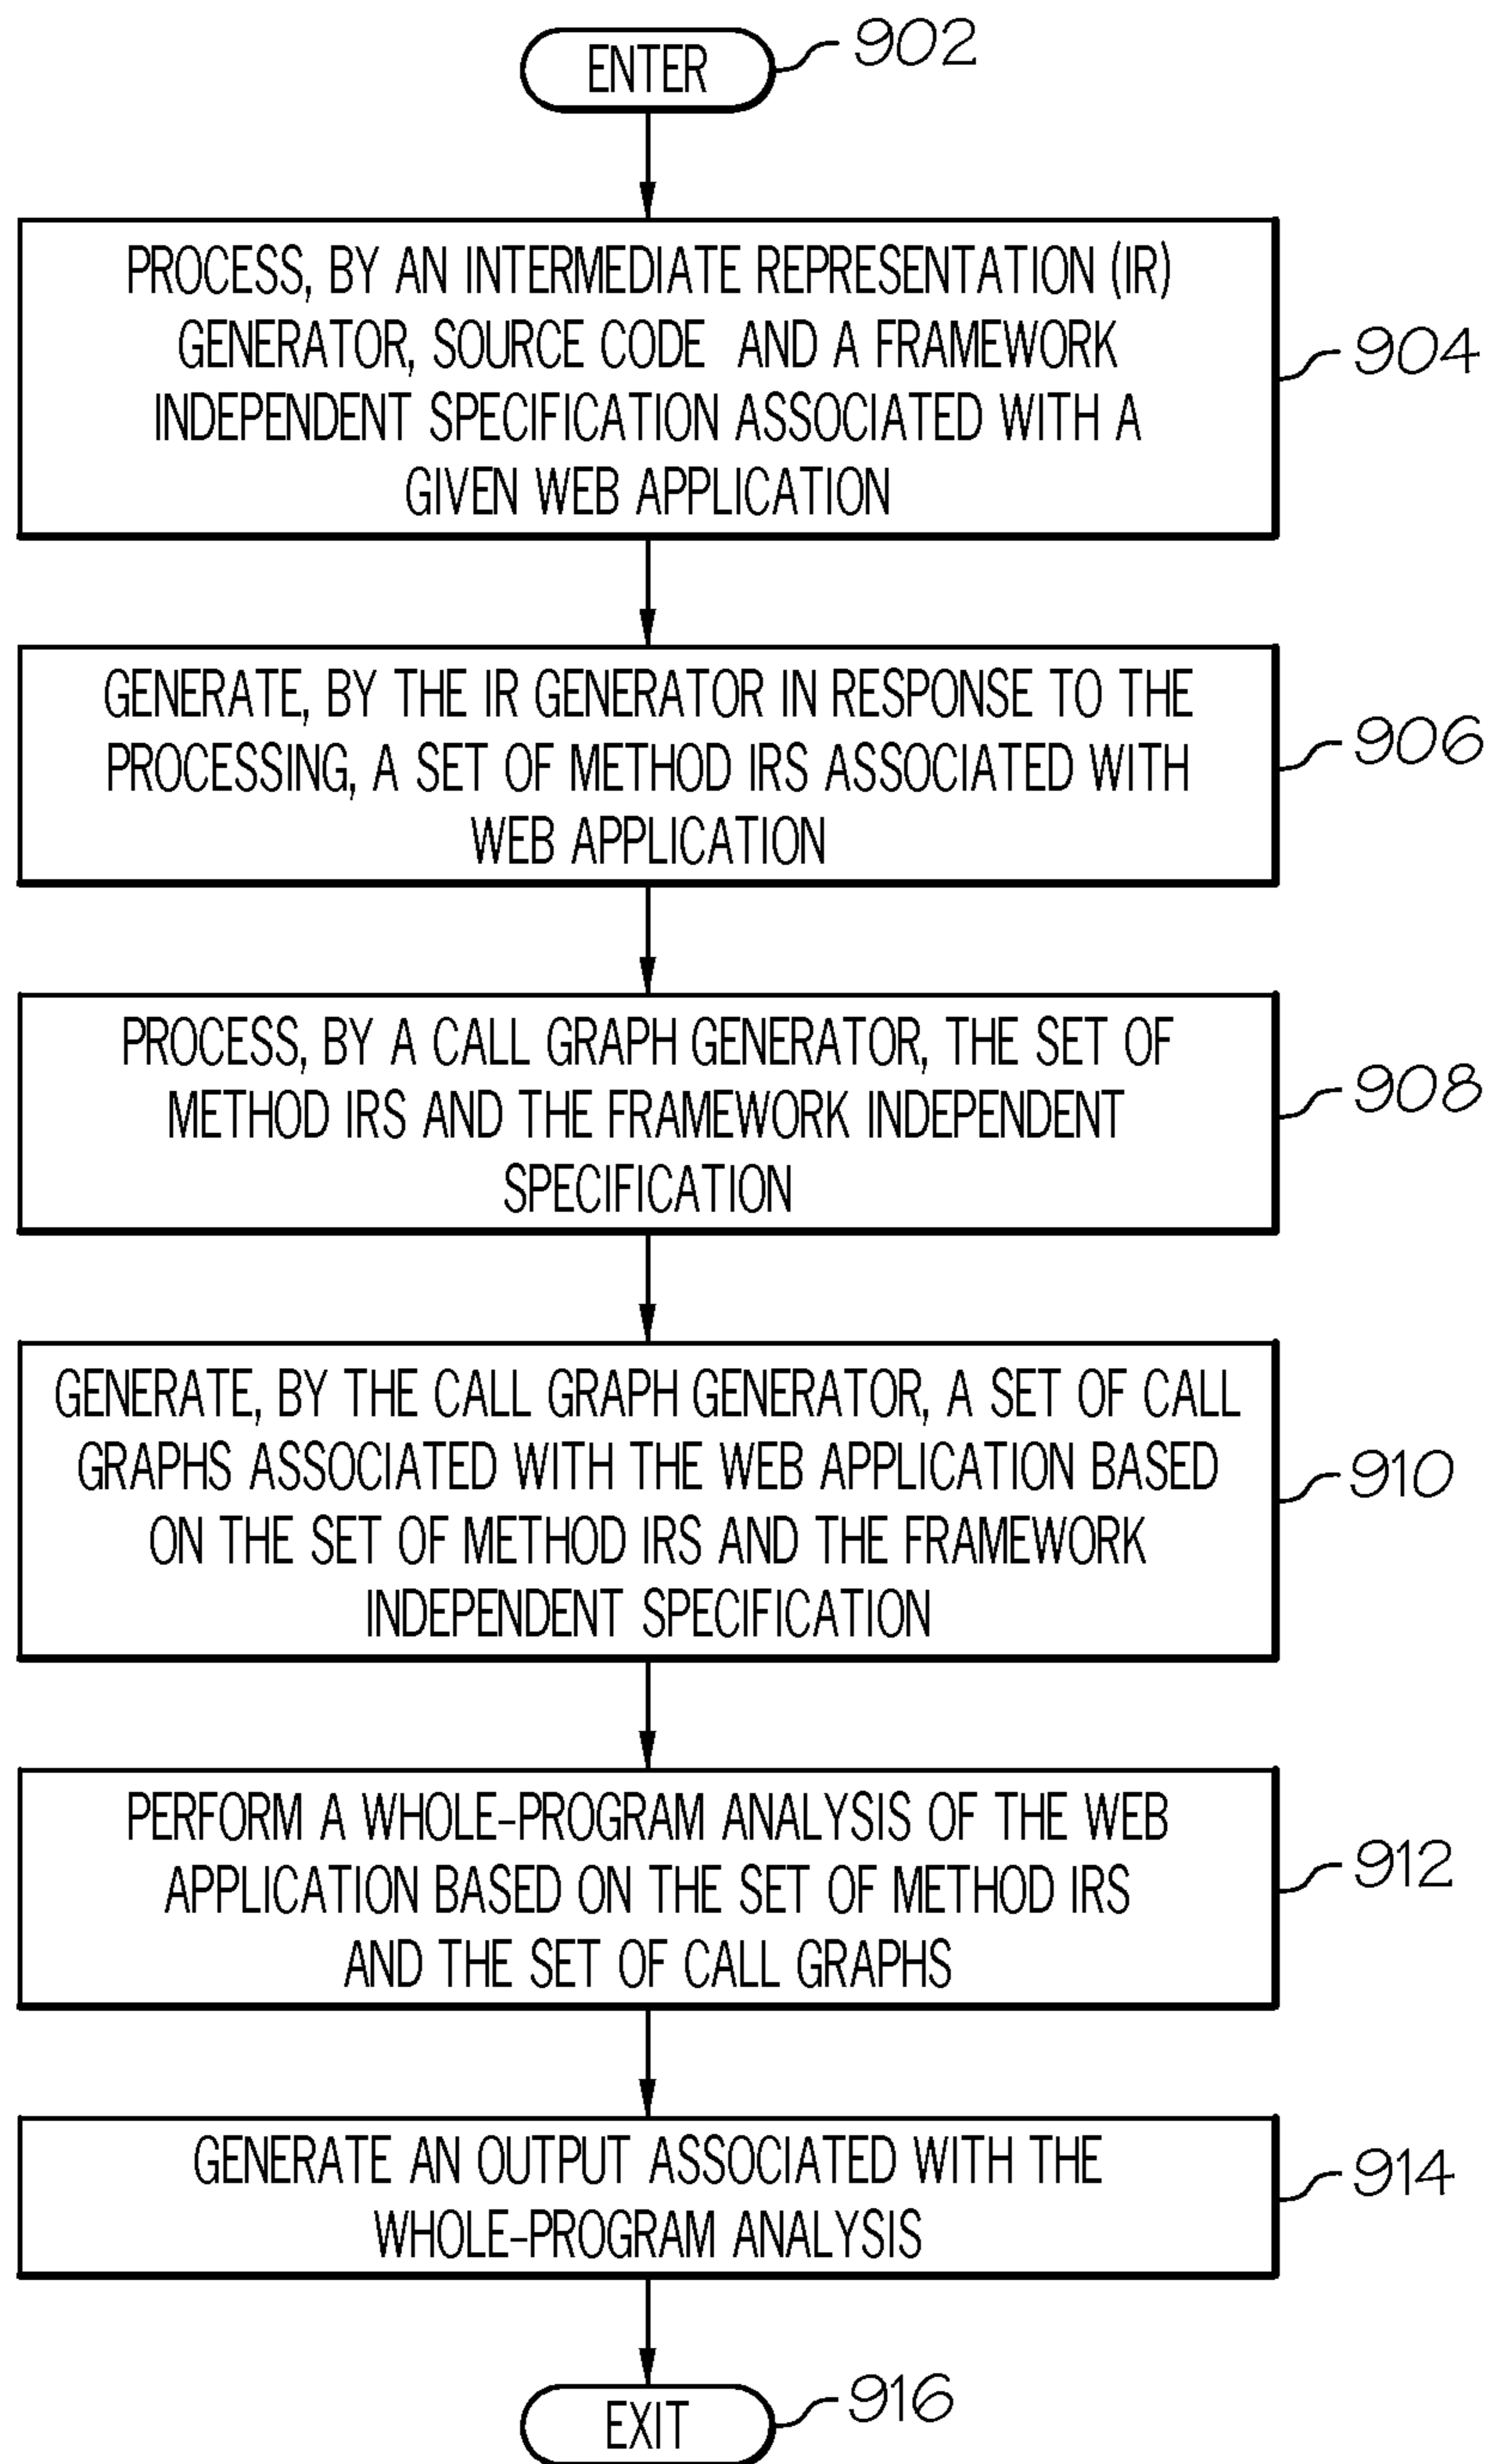 ENTER
902
PROCESS, BY AN INTERMEDIATE REPRESENTATION (IR)
GENERATOR, SOURCE CODE AND A FRAMEWORK
INDEPENDENT SPECIFICATION ASSOCIATED WITH A
GIVEN WEB APPLICATION
904
GENERATE, BY THE IR GENERATOR IN RESPONSE TO THE
PROCESSING, A SET OF METHOD IRS ASSOCIATED WITH
WEB APPLICATION
906
PROCESS, BY A CALL GRAPH GENERATOR, THE SET OF
METHOD IRS AND THE FRAMEWORK INDEPENDENT
SPECIFICATION
908
GENERATE, BY THE CALL GRAPH GENERATOR, A SET OF CALL
GRAPHS ASSOCIATED WITH THE WEB APPLICATION BASED
ON THE SET OF METHOD IRS AND THE FRAMEWORK
INDEPENDENT SPECIFICATION
910
PERFORM A WHOLE-PROGRAM ANALYSIS OF THE WEB
APPLICATION BASED ON THE SET OF METHOD IRS
AND THE SET OF CALL GRAPHS
912
GENERATE AN OUTPUT ASSOCIATED WITH THE
WHOLE-PROGRAM ANALYSIS
914
EXIT
916